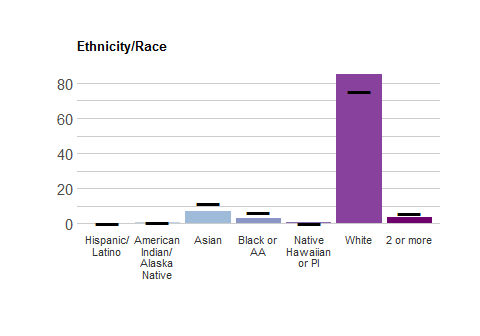 Ethnicity/Race
80
60
40
20
0
Hispanic/
Latino
American
Indian/
Alaska
Native
Asian
Black or
AA
Native
Hawaiian
or PI
White
2 or more